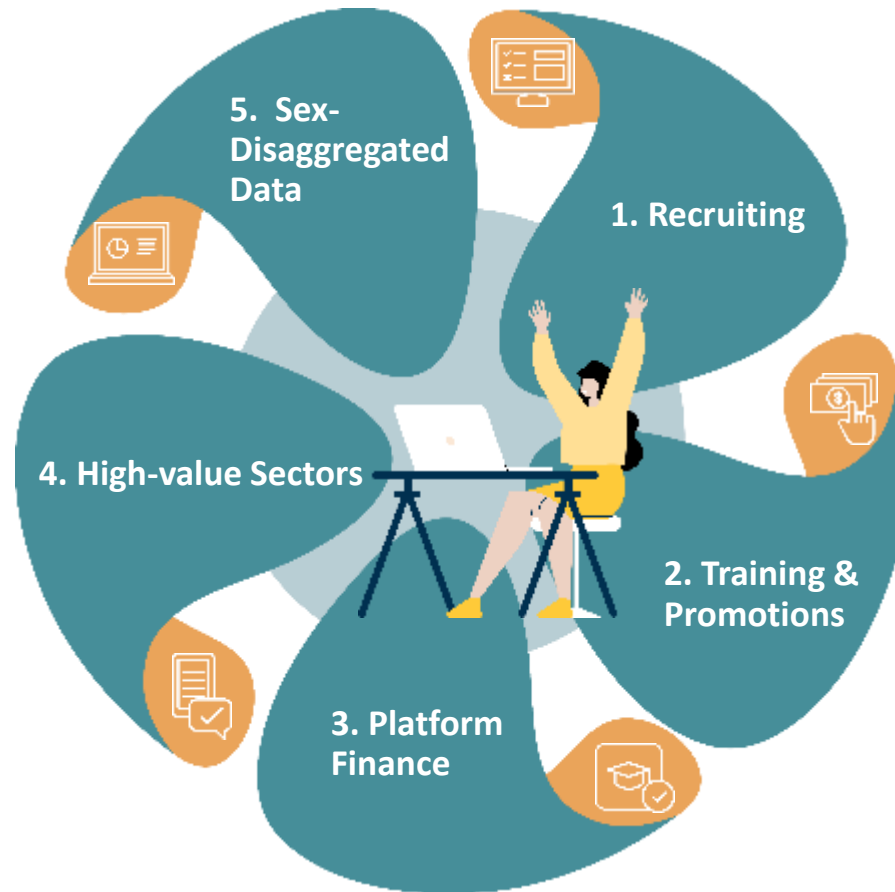 1. Recruiting
2. Training &
Promotions
3. Platform
Finance
4. High-value Sectors
5. Sex-
Disaggregated
Data